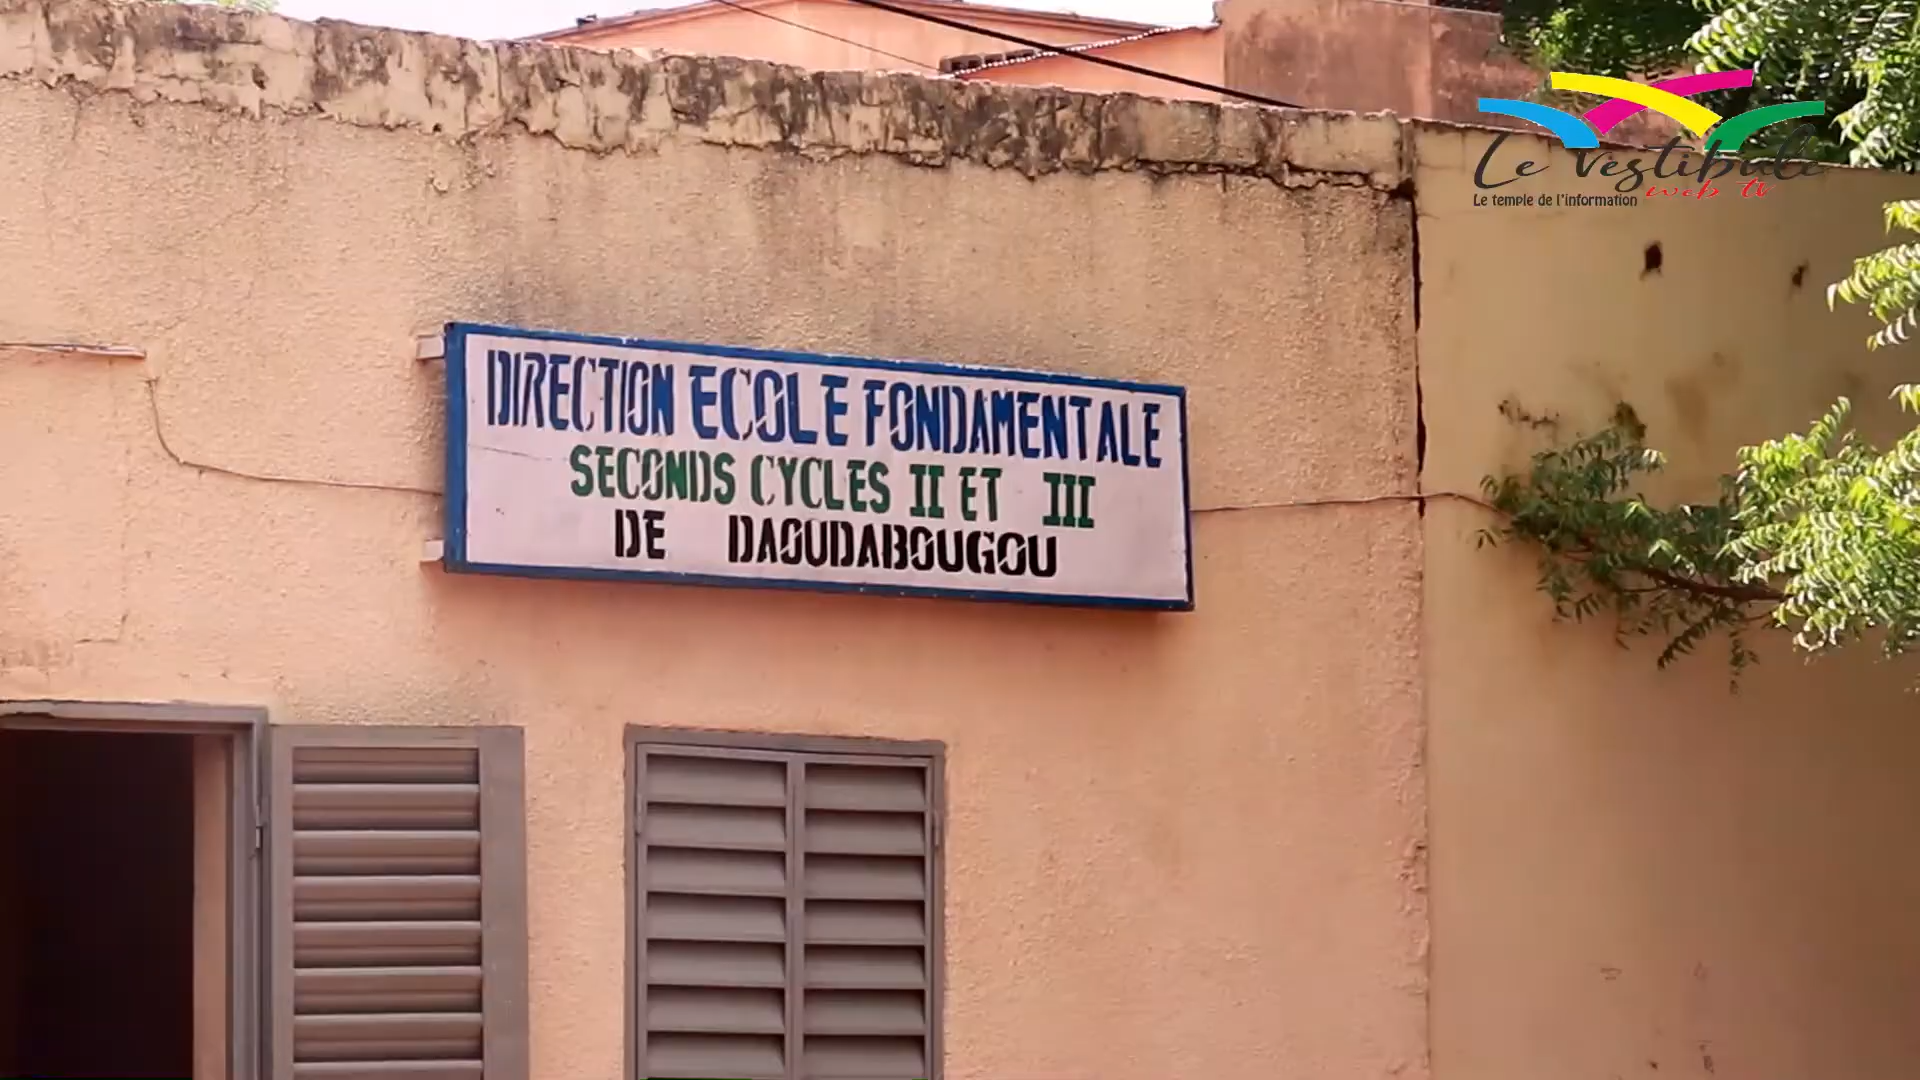 DIRECTION ECOLE FONDAMENTALE
SECONDS CYCLES II ET III
DE DAOUDABOUGOU
Le Vestibule
web tv
Le temple de l'information